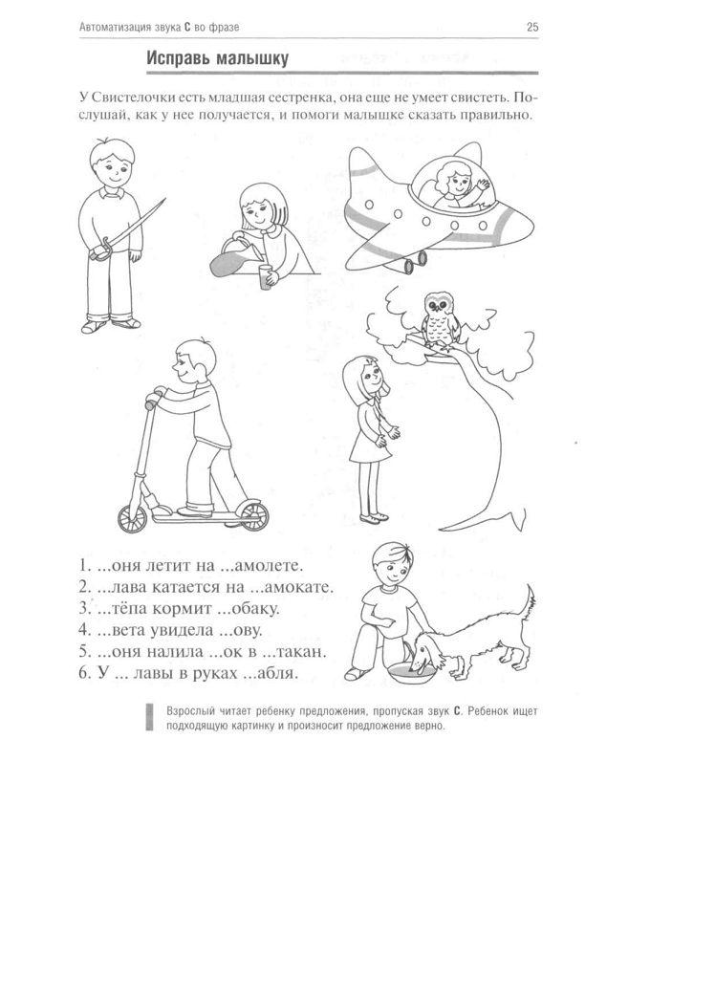 Автоматизация звука С во фразе 25
Исправь малышку
У Свистелочки есть младшая сестренка, она еще не умеет свистеть. По-
слушай, как у нее получается, и помоги малышке сказать правильно.
1. ...оня летит на ...амолете.
2. ...лава катается на ...амокате.
3. ...тёпа кормит ...обаку.
4. ...вета увидела ...ову.
5. ...оня налила ...ок в ...такан.
6. У ... лавы в руках ...абля.
Взрослый читает ребенку предложения, пропуская звук С. Ребенок ищет
подходящую картинку и произносит предложение верно.